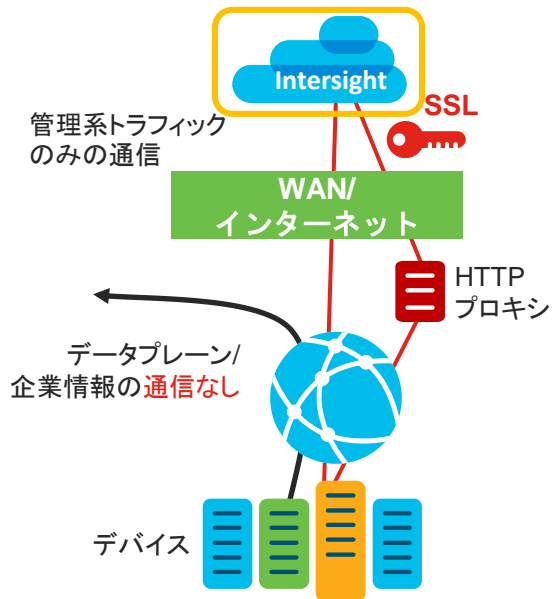 Intersight
SSL
管理系トラフィック
のみの通信
WAN/
インターネット
HTTP
プロキシ
データプレーン/
企業情報の通信なし
デバイス